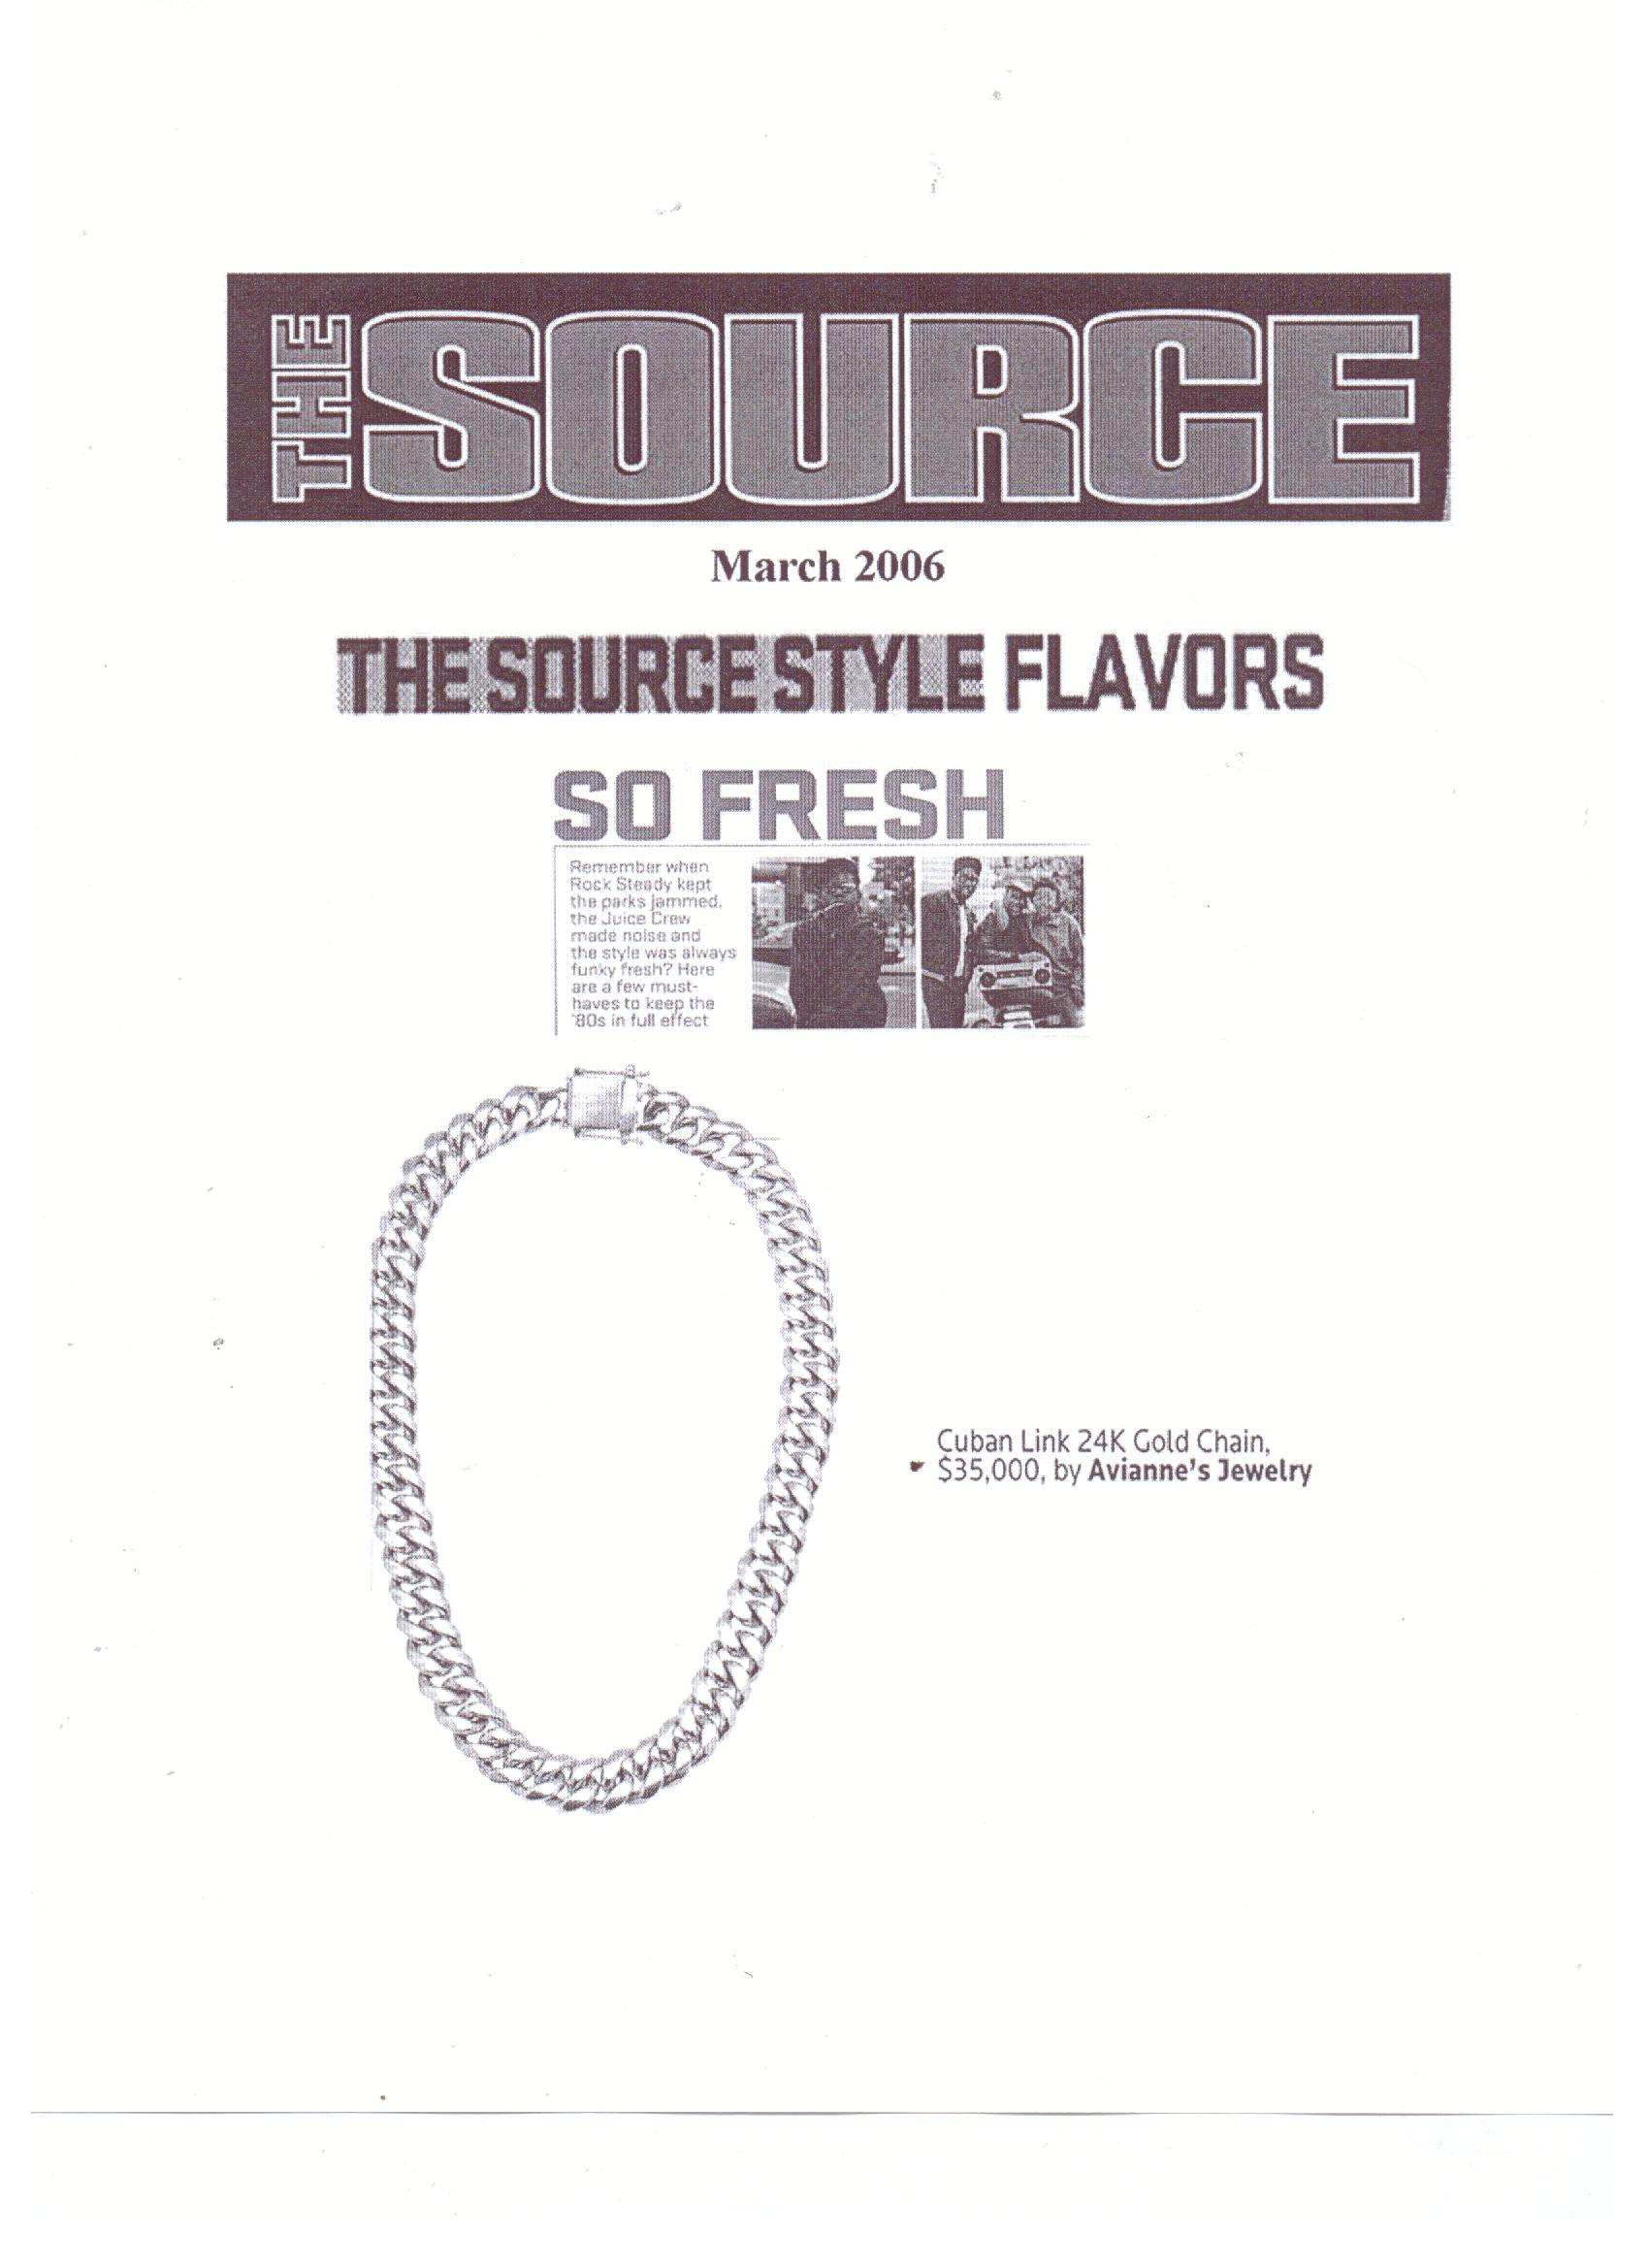 THE SOURCE
March 2006
THE SOURCE STYLE FLAVORS
SO FRESH
Remember when
Rock Steady kept
the parks jammed,
the Juice Crew
made noise and
the style was always
funky fresh? Here
are a few must-
haves to keep the
'80s in full effect
Cuban Link 24K Gold Chain,
$35,000, by Avianne's Jewelry